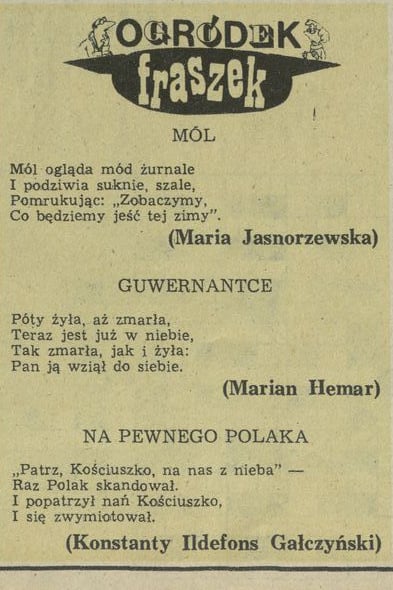 OGRÓDEK
fraszek
MÓL
Mól ogląda mód żurnale
I podziwia suknie, szale,
Pomrukując: „Zobaczymy,
Co będziemy jeść tej zimy”.
(Maria Jasnorzewska)
GUWERNANTCE
Póty żyła, aż zmarła,
Teraz jest już w niebie,
Tak zmarła, jak i żyła:
Pan ją wziął do siebie.
(Marian Hemar)
NA PEWNEGO POLAKA
„Patrz, Kościuszko, na nas z nieba” —
Raz Polak skandował.
I popatrzył nań Kościuszko,
I się zwymiotował.
(Konstanty Ildefons Gałczyński)